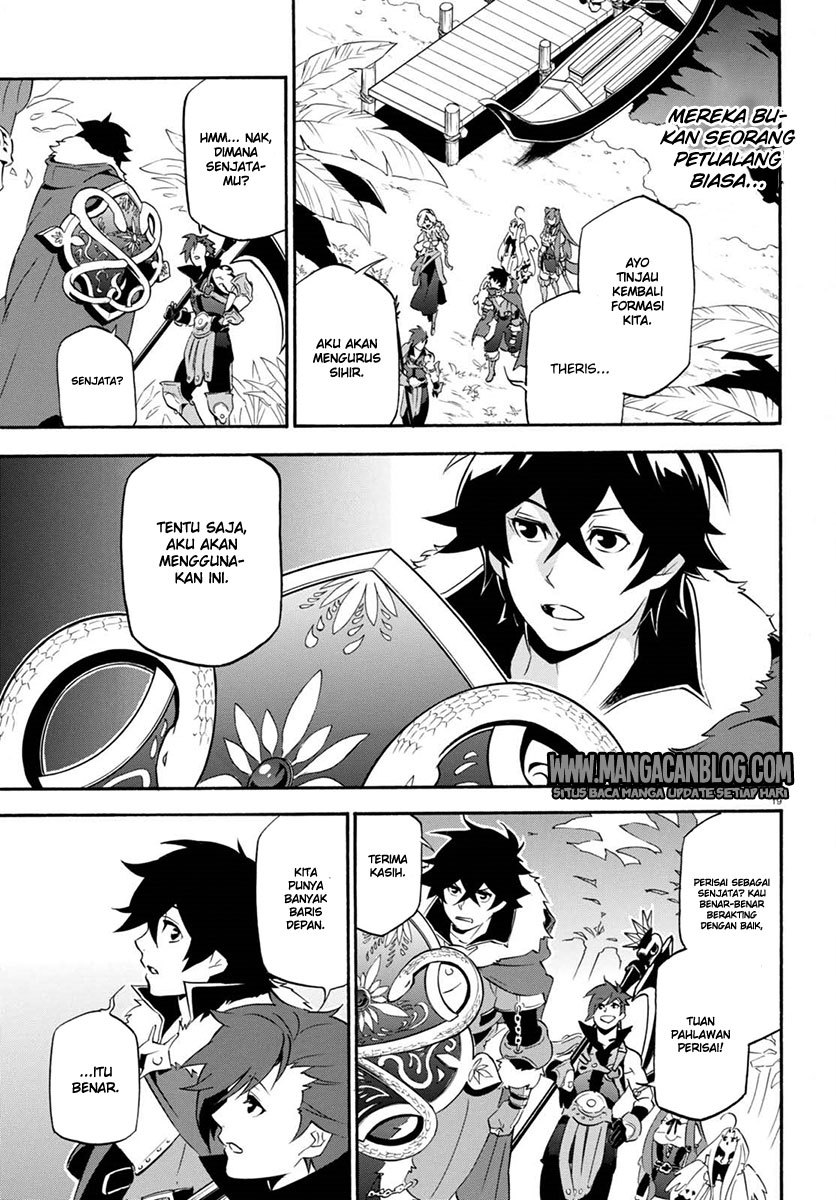 MEREKA BU-
KAN SEORANG
PETUALANG
BIASA...
AYO
TINJAU
KEMBALI
FORMASI
KITA.
THERIS...
AKU AKAN
MENGURUS
SIHIR.
HMM... NAK,
DIMANA
SENJATA-
MU?
SENJATA?
TENTU SAJA,
AKU AKAN
MENGGUNA-
KAN INI.
WWW.MANGACANBLOG.COM
SITUS BACA MANGA UPDATE SETIAP HARI
19
PERISAI SEBAGAI
SENJATA? KAU
BENAR-BENAR
BERAKTING
DENGAN BAIK,
TUAN
PAHLAWAN
PERISAI!
TERIMA
KASIH.
KITA
PUNYA
BANYAK
BARIS
DEPAN.
...ITU
BENAR.